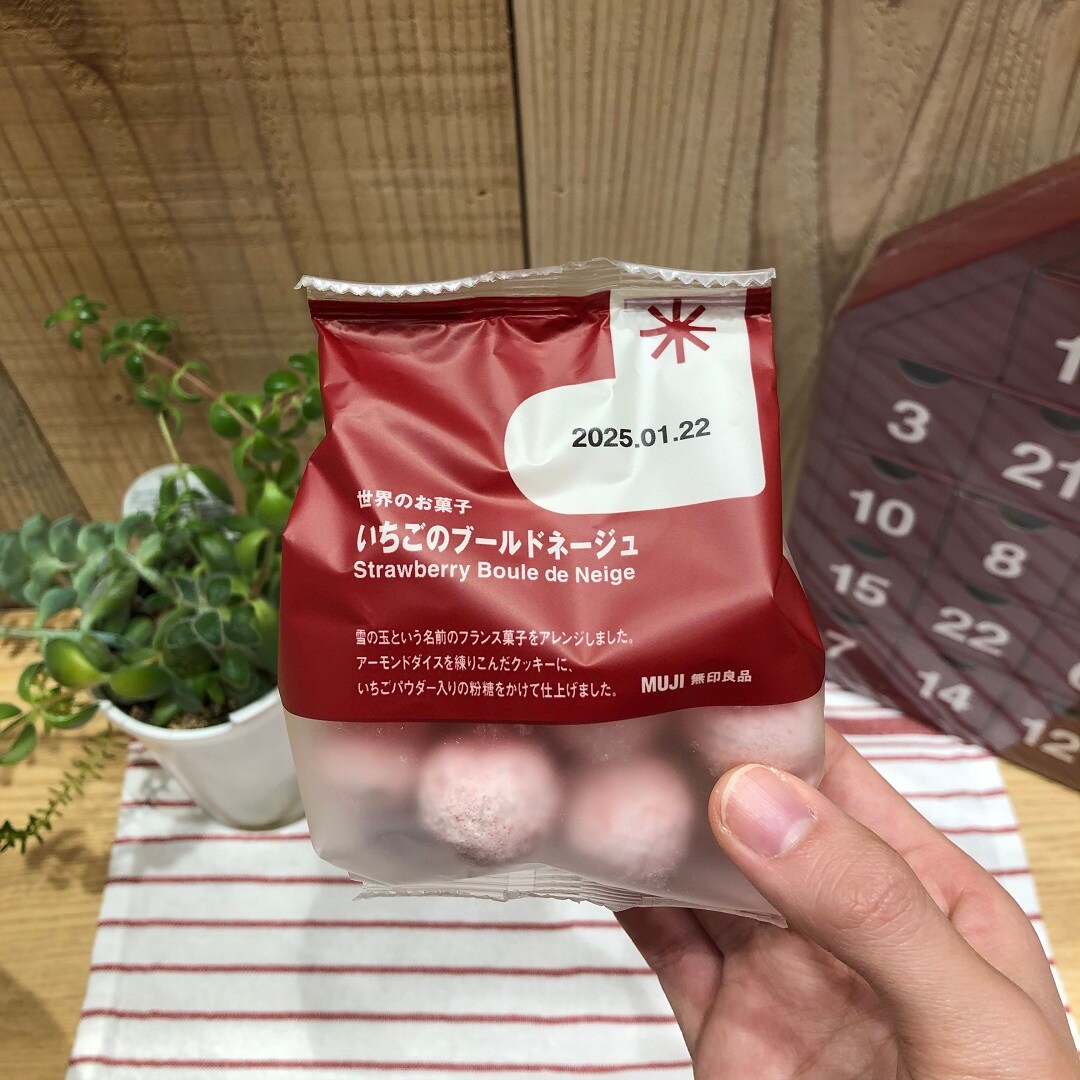 2025.01.22
世界のお菓子
いちごのブールドネージュ
Strawberry Boule de Neige
雪の玉という名前のフランス菓子をアレンジしました。
アーモンドダイスを練りこんだクッキーに、
いちごパウダー入りの粉糖をかけて仕上げました。
MUJI 無印良品
3
21
10
8
15
22
14
12